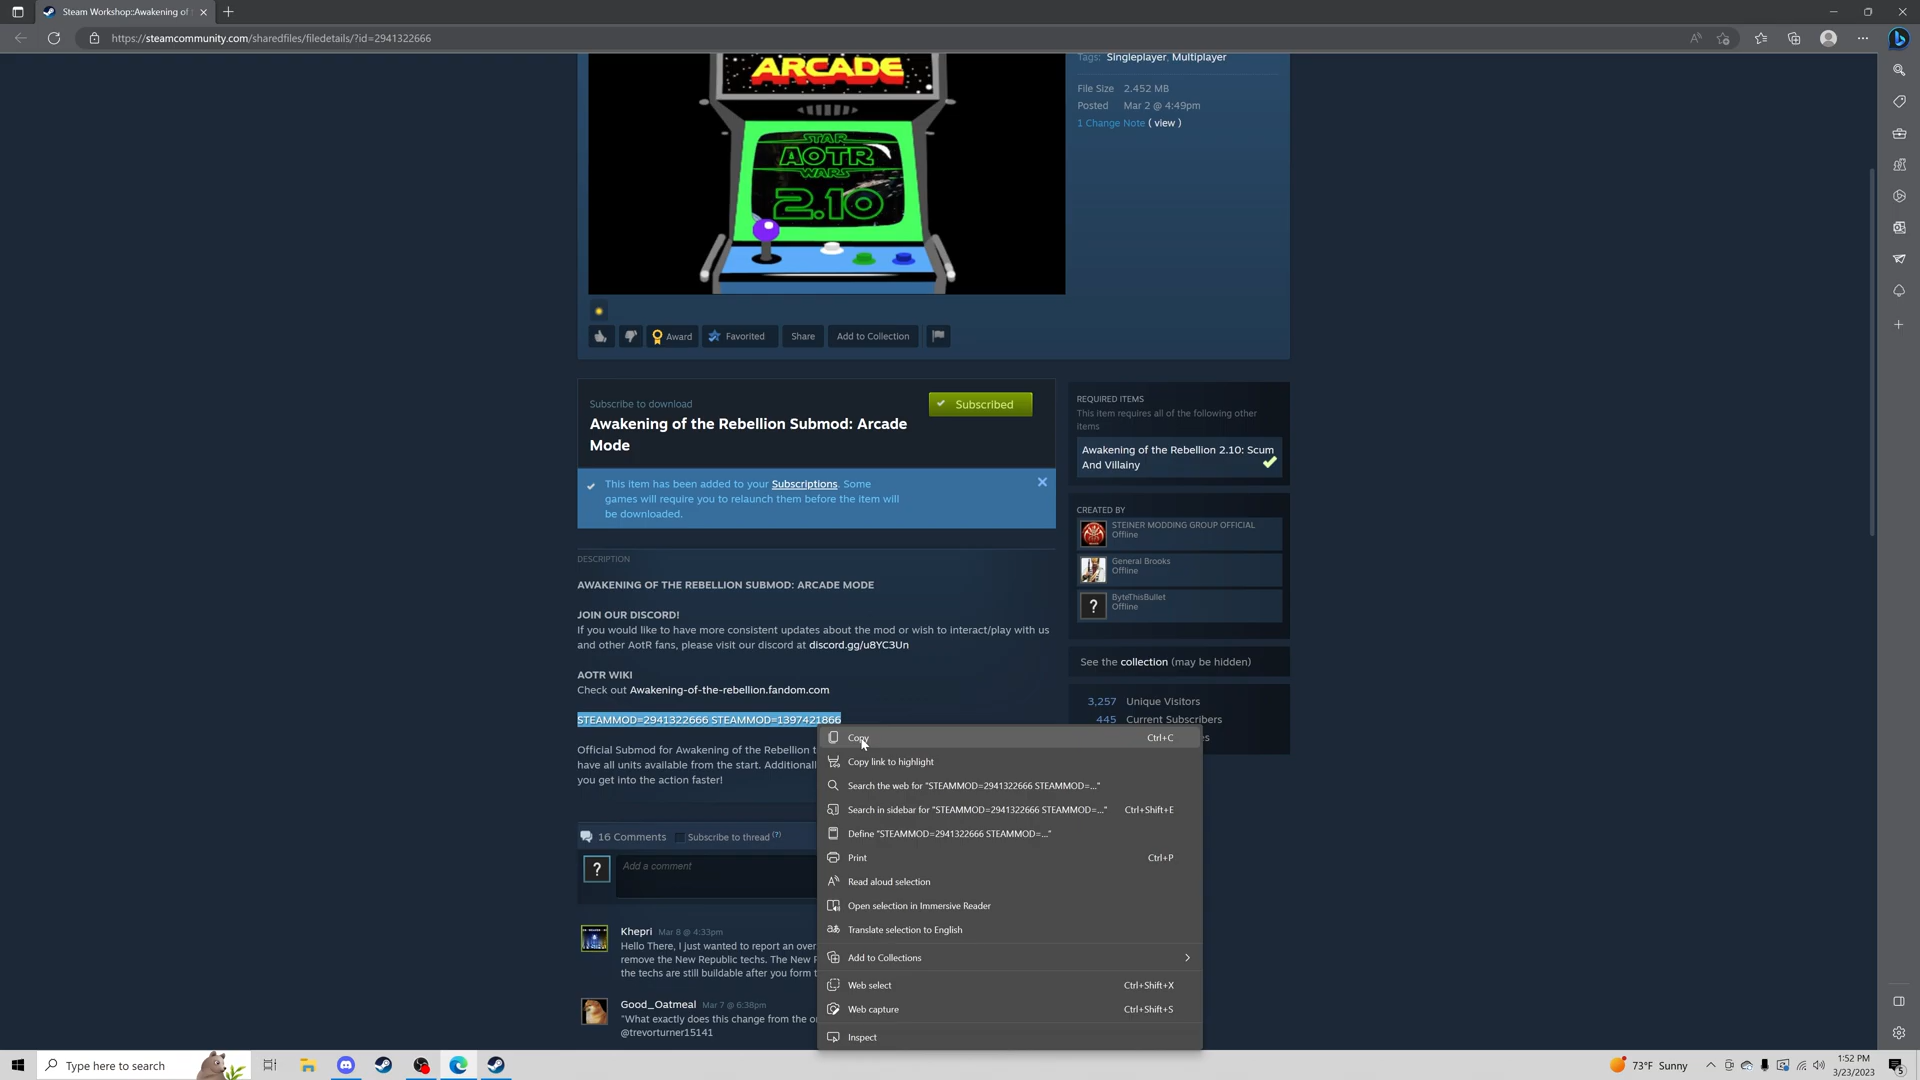 Steam Workshop::Awakening of
https://steamcommunity.com/sharedfiles/filedetails/?id=2941322666
ARCADE
STAR
AOTR
WARS
2.10
Tags: Singleplayer, Multiplayer
File Size 2,452 MB
Posted Mar 2 @ 4:49pm
1 Change Note ( view )
Award
Favorited
Share
Add to Collection
Subscribe to download
Awakening of the Rebellion Submod: Arcade
Mode
Subscribed
This item has been added to your Subscriptions. Some
games will require you to relaunch them before the item will
be downloaded.
REQUIRED ITEMS
This item requires all of the following other
items
Awakening of the Rebellion 2.10: Scum
And Villainy
CREATED BY
STEINER MODDING GROUP OFFICIAL
Offline
General Brooks
Offline
ByteThisBullet
Offline
See the collection (may be hidden)
3,257 Unique Visitors
445 Current Subscribers
DESCRIPTION
AWAKENING OF THE REBELLION SUBMOD: ARCADE MODE
JOIN OUR DISCORD!
If you would like to have more consistent updates about the mod or wish to interact/play with us
and other AotR fans, please visit our discord at discord.gg/u8YC3Un
AOTR WIKI
Check out Awakening-of-the-rebellion.fandom.com
STEAMMOD=2941322666 STEAMMOD=1397421866
Official Submod for Awakening of the Rebellion t
have all units available from the start. Additionall
you get into the action faster!
16 Comments Subscribe to thread (?)
Add a comment
Khepri Mar 8 @ 4:33pm
Hello There, I just wanted to report an over
remove the New Republic techs. The New R
the techs are still buildable after you form t
Good_Oatmeal Mar 7 @ 6:38pm
"What exactly does this change from the o
@trevorturner15141
Copy Ctrl+C
Copy link to highlight
Search the web for "STEAMMOD=2941322666 STEAMMOD=..."
Search in sidebar for "STEAMMOD=2941322666 STEAMMOD=..." Ctrl+Shift+E
Define "STEAMMOD=2941322666 STEAMMOD=..."
Print Ctrl+P
Read aloud selection
Open selection in Immersive Reader
Translate selection to English
Add to Collections
Web select Ctrl+Shift+X
Web capture Ctrl+Shift+S
Inspect
Type here to search
73°F Sunny
1:52 PM
3/23/2023
5